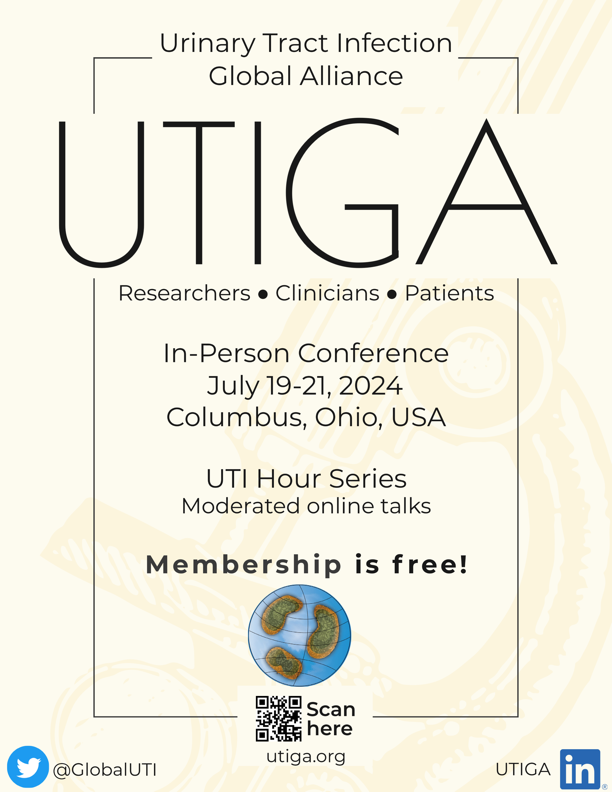 Urinary Tract Infection
Global Alliance
UTIGA
Researchers ● Clinicians ● Patients
In-Person Conference
July 19-21, 2024
Columbus, Ohio, USA
UTI Hour Series
Moderated online talks
Membership is free!
Scan
here
utiga.org
@GlobalUTI
UTIGA
in®